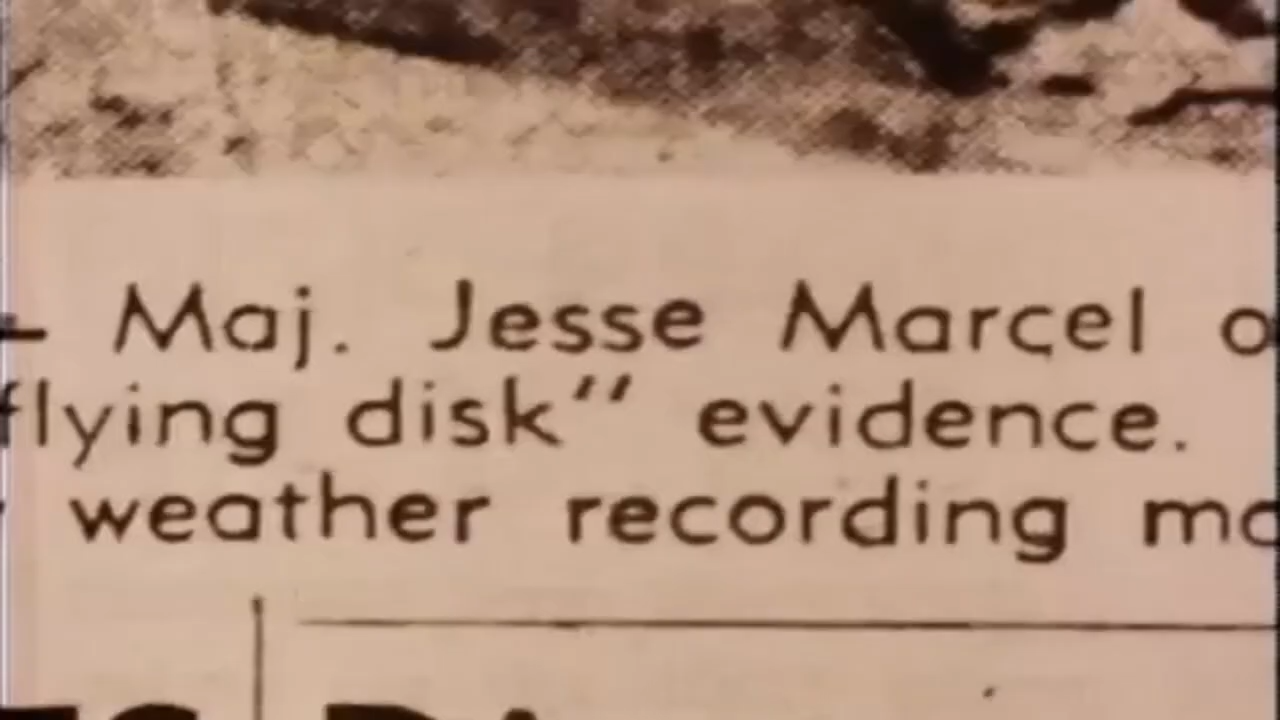 — Maj. Jesse Marcel
flying disk" evidence.
weather recording